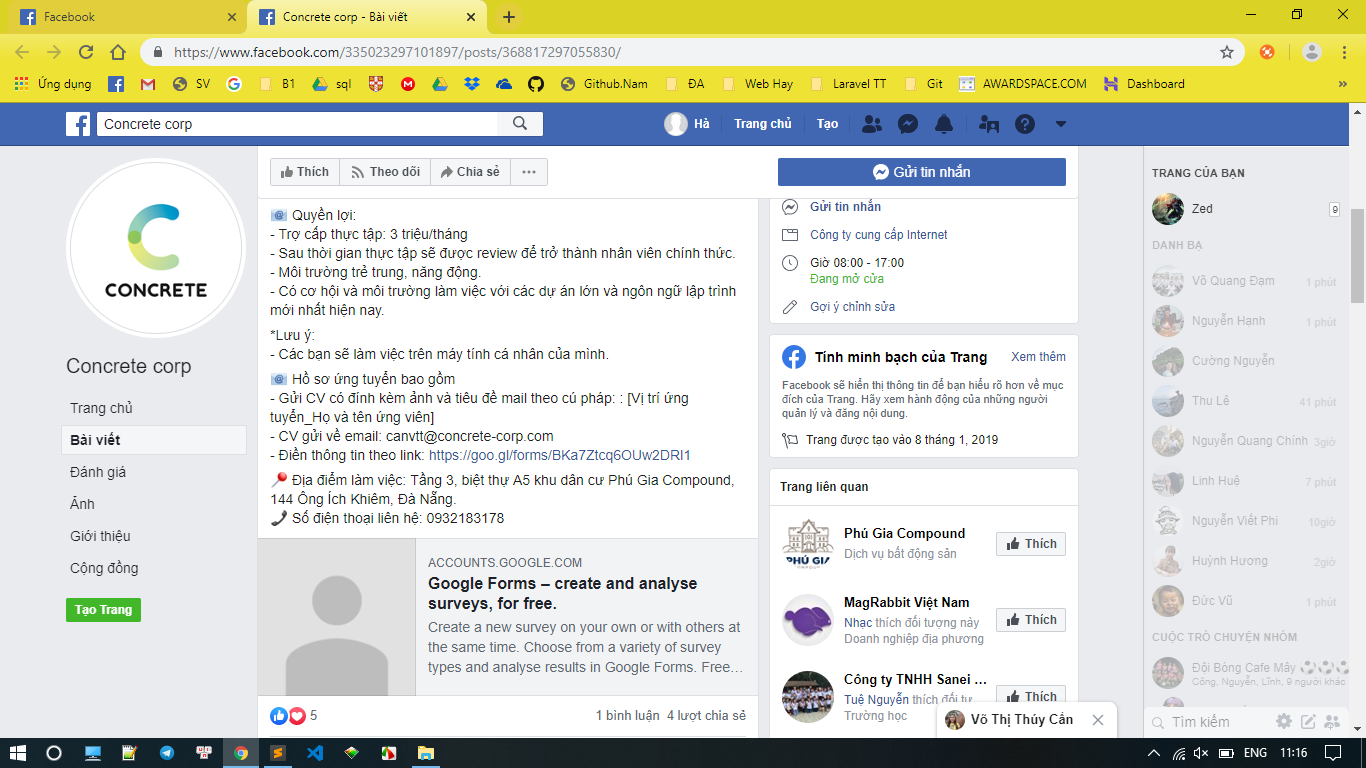 Facebook
Concrete corp - Bài viết
https://www.facebook.com/335023297101897/posts/368817297055830/
Ứng dụng
SV
B1
sql
Github.Nam
ĐA
Web Hay
Laravel TT
Git
AWARDSPACE.COM
Dashboard
»
Concrete corp
Hà
Trang chủ
Tạo
CONCRETE
Concrete corp
Trang chủ
Bài viết
Đánh giá
Ảnh
Giới thiệu
Cộng đồng
Tạo Trang
Thích
Theo dõi
Chia sẻ
Quyền lợi:
- Trợ cấp thực tập: 3 triệu/tháng
- Sau thời gian thực tập sẽ được review để trở thành nhân viên chính thức.
- Môi trường trẻ trung, năng động.
- Có cơ hội và môi trường làm việc với các dự án lớn và ngôn ngữ lập trình
mới nhất hiện nay.
*Lưu ý:
- Các bạn sẽ làm việc trên máy tính cá nhân của mình.
Hồ sơ ứng tuyển bao gồm
- Gửi CV có đính kèm ảnh và tiêu đề mail theo cú pháp: : [Vị trí ứng
tuyển_Họ và tên ứng viên]
- CV gửi về email: canvtt@concrete-corp.com
- Điền thông tin theo link: https://goo.gl/forms/BKa7Ztcq6OUw2DRI1
Địa điểm làm việc: Tầng 3, biệt thự A5 khu dân cư Phú Gia Compound,
144 Ông Ích Khiêm, Đà Nẵng.
Số điện thoại liên hệ: 0932183178
ACCOUNTS.GOOGLE.COM
Google Forms – create and analyse
surveys, for free.
Create a new survey on your own or with others at
the same time. Choose from a variety of survey
types and analyse results in Google Forms. Free...
5
1 bình luận 4 lượt chia sẻ
Gửi tin nhắn
Gửi tin nhắn
Công ty cung cấp Internet
Giờ 08:00 - 17:00
Đang mở cửa
Gợi ý chỉnh sửa
Tính minh bạch của Trang
Xem thêm
Facebook sẽ hiển thị thông tin để bạn hiểu rõ hơn về mục
đích của Trang. Hãy xem hành động của những người
quản lý và đăng nội dung.
Trang được tạo vào 8 tháng 1, 2019
Trang liên quan
PHÚ GIA
Phú Gia Compound
Dịch vụ bất động sản
Thích
MagRabbit Việt Nam
Nhạc thích đối tượng này
Doanh nghiệp địa phương
Thích
Công ty TNHH Sanei ...
Tuệ Nguyễn thích đối tư
Trường học
Thích
Võ Thị Thúy Cẩn
TRANG CỦA BẠN
Zed
9
DANH BẠ
Võ Quang Đạm 1 phút
Nguyễn Hạnh 1 phút
Cường Nguyễn
Thu Lê 41 phút
Nguyễn Quang Chính 3giờ
Linh Huê 7 phút
Nguyễn Viết Phi 10giờ
Huỳnh Hương 2giờ
Đức Vũ 1 phút
CUỘC TRÒ CHUYỆN NHÓM
Đội Bóng Cafe Mây
Công, Nguyễn, Lĩnh, 9 người khác
Tìm kiếm
ENG
11:16